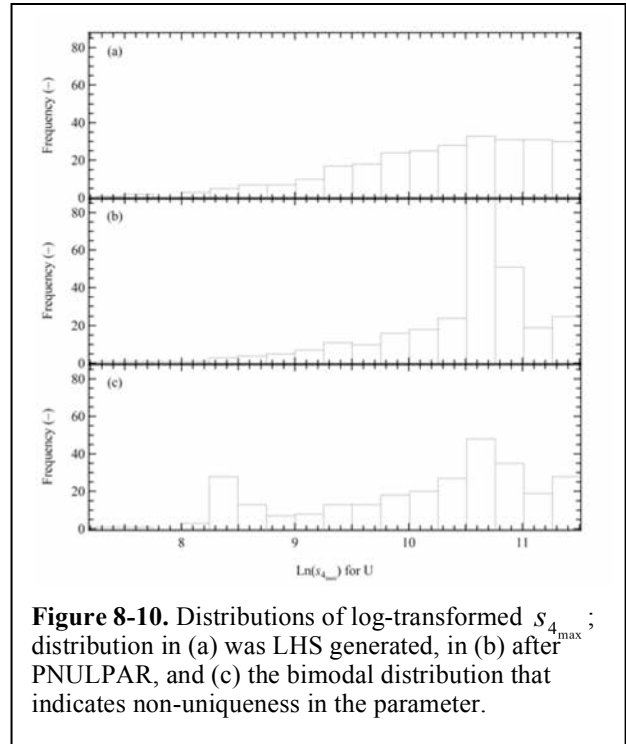 (a)
80
60
40
20
0
Frequency (–)
(b)
80
60
40
20
0
Frequency (–)
(c)
80
60
40
20
0
Frequency (–)
8 9 10 11
Ln(s4max) for U
Figure 8-10. Distributions of log-transformed s4max ;
distribution in (a) was LHS generated, in (b) after
PNULPAR, and (c) the bimodal distribution that
indicates non-uniqueness in the parameter.